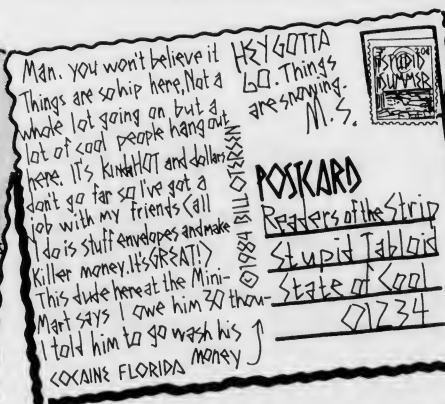 Man. you won't believe it
Things are so hip here, Not a
whole lot going on but a
lot of cool people hang out
here. It's KindaHOT and dollars
dont go far so I've got a
job with my friends (all
I do is stuff envelopes and make
Killer money. It's GREAT!)
This dude here at the Mini-
Mart says I owe him 30 thou-
I told him to go wash his
money
COCAINE FLORIDA
HEY GOTTA
GO. Things
are snowing.
M.S.
©1984 BILL OTERSEN
STUPID
BUMMER
20¢
POSTCARD
Readers of the Strip
Stupid Tabloid
State of Cool
01234